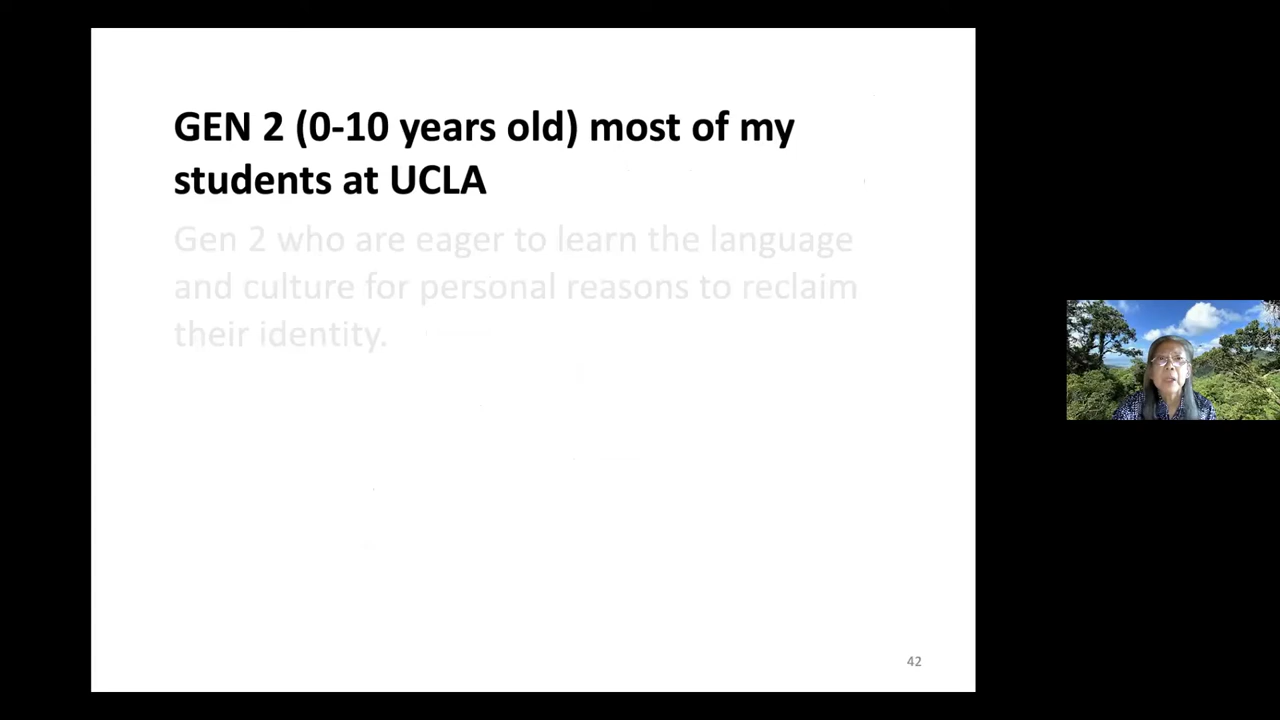 GEN 2 (0-10 years old) most of my
students at UCLA
Gen 2 who are eager to learn the language
and culture for personal reasons to reclaim
their identity.
42